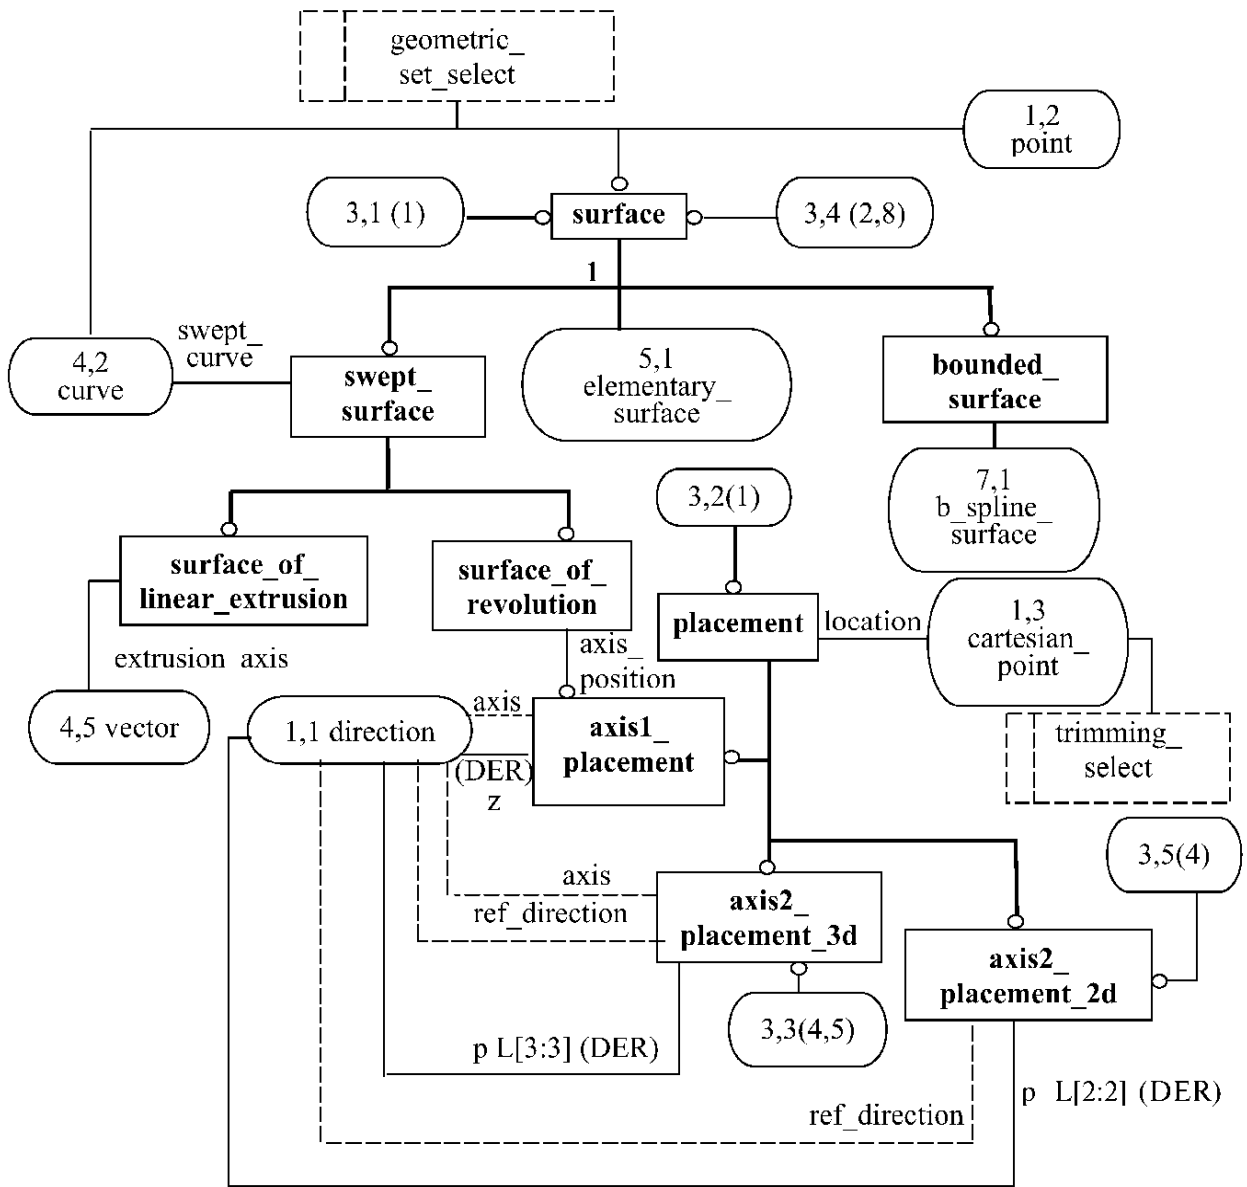 geometric_
set_select
1,2
point
3,1 (1)
surface
3,4 (2,8)
1
swept_
curve
4,2
curve
swept_
surface
5,1
elementary_
surface
bounded_
surface
3,2(1)
7,1
b_spline_
surface
surface_of_
linear_extrusion
surface_of_
revolution
placement
location
1,3
cartesian_
point
extrusion axis
axis_
position
4,5 vector
1,1 direction
axis
axis1_
placement
trimming_
select
(DER)
z
3,5(4)
axis
ref_direction
axis2_
placement_3d
axis2_
placement_2d
3,3(4,5)
p L[3:3] (DER)
p L[2:2] (DER)
ref_direction